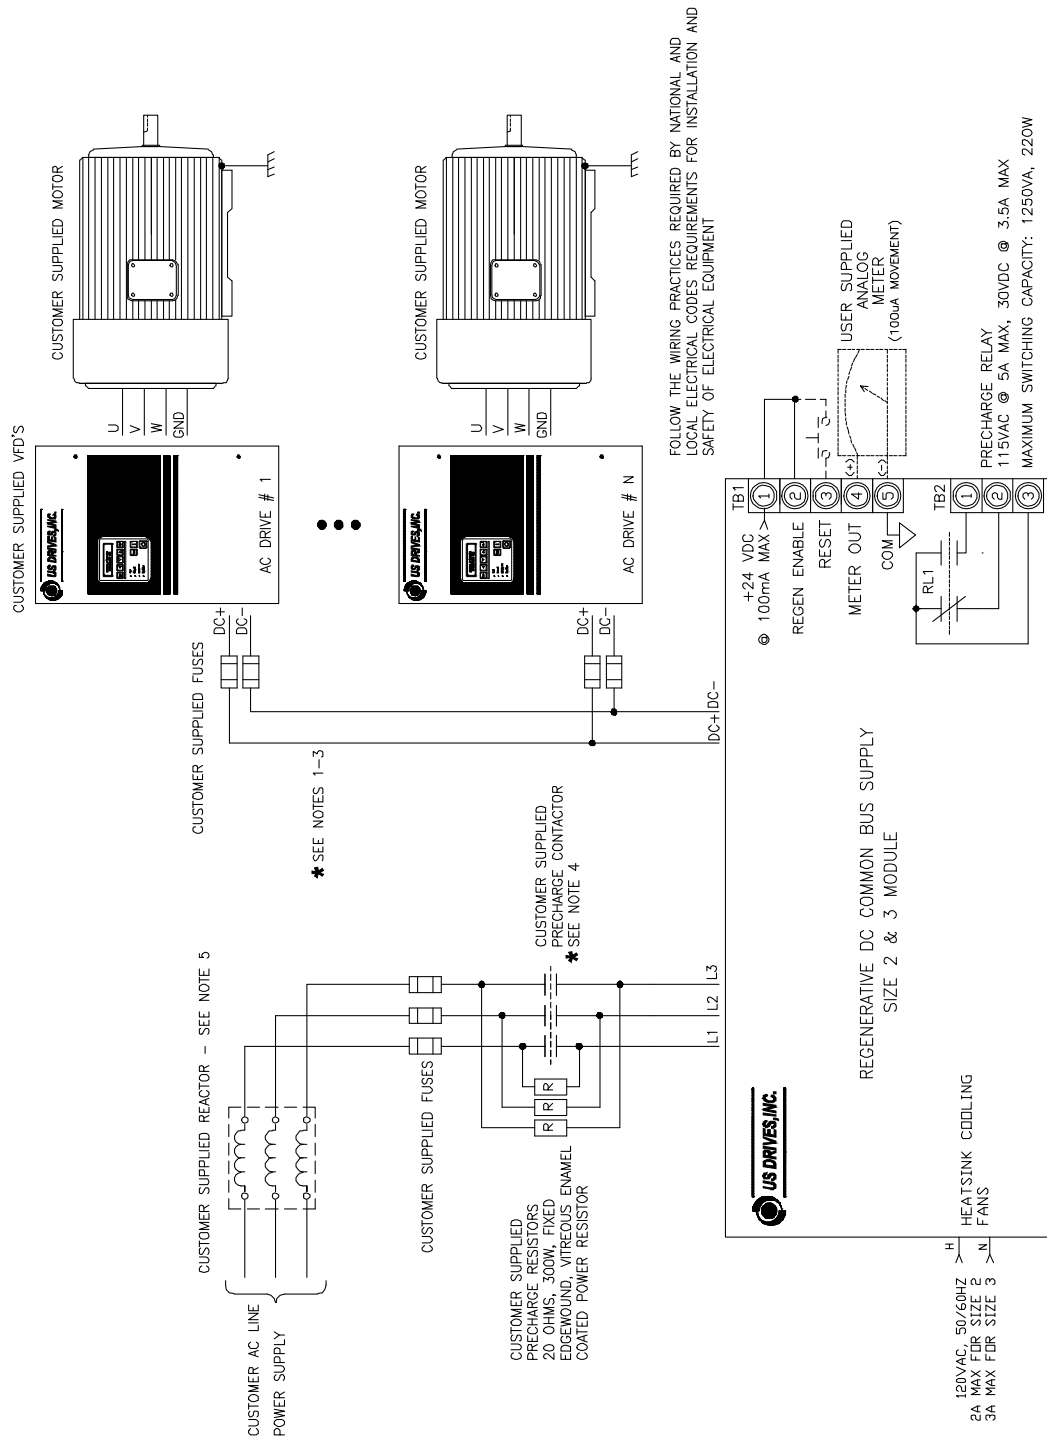 CUSTOMER AC LINE
POWER SUPPLY
CUSTOMER SUPPLIED REACTOR - SEE NOTE 5
CUSTOMER SUPPLIED FUSES
CUSTOMER SUPPLIED
PRECHARGE RESISTORS
20 OHMS, 300W, FIXED
EDGEWOUND, VITREOUS ENAMEL
COATED POWER RESISTOR
R
R
R
CUSTOMER SUPPLIED
PRECHARGE CONTACTOR
* SEE NOTE 4
L1
L2
L3
* SEE NOTES 1-3
CUSTOMER SUPPLIED FUSES
DC+
DC-
DC+
DC-
DC+
DC-
CUSTOMER SUPPLIED VFD'S
US DRIVES,INC.
AC DRIVE # 1
US DRIVES,INC.
AC DRIVE # N
U
V
W
GND
CUSTOMER SUPPLIED MOTOR
U
V
W
GND
CUSTOMER SUPPLIED MOTOR
FOLLOW THE WIRING PRACTICES REQUIRED BY NATIONAL AND
LOCAL ELECTRICAL CODES REQUIREMENTS FOR INSTALLATION AND
SAFETY OF ELECTRICAL EQUIPMENT
120VAC, 50/60HZ
2A MAX FOR SIZE 2
3A MAX FOR SIZE 3
H
N
HEATSINK COOLING
FANS
US DRIVES,INC.
REGENERATIVE DC COMMON BUS SUPPLY
SIZE 2 & 3 MODULE
TB1
+24 VDC
@ 100mA MAX
1
REGEN ENABLE
2
RESET
3
METER OUT
4
(+)
COM
5
(-)
USER SUPPLIED
ANALOG
METER
(100uA MOVEMENT)
RL1
TB2
1
2
3
PRECHARGE RELAY
115VAC @ 5A MAX, 30VDC @ 3.5A MAX
MAXIMUM SWITCHING CAPACITY: 1250VA, 220W